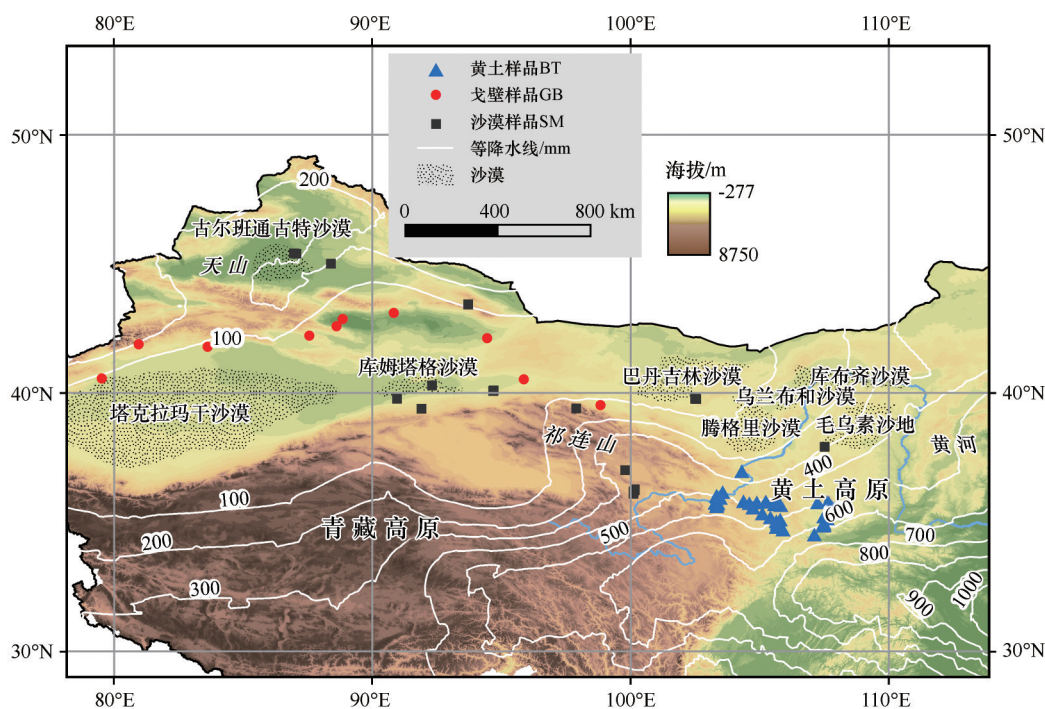 80°E
90°E
100°E
110°E
黄土样品BT
戈壁样品GB
沙漠样品SM
等降水线/mm
沙漠
0
400
800 km
海拔/m
-277
8750
50°N
50°N
200
古尔班通古特沙漠
天山
100
库姆塔格沙漠
巴丹吉林沙漠
库布齐沙漠
40°N
40°N
乌兰布和沙漠
塔克拉玛干沙漠
腾格里沙漠
毛乌素沙地
祁连山
黄河
400
黄土高原
100
青藏高原
500
600
700
200
800
300
900
1000
30°N
30°N
80°E
90°E
100°E
110°E